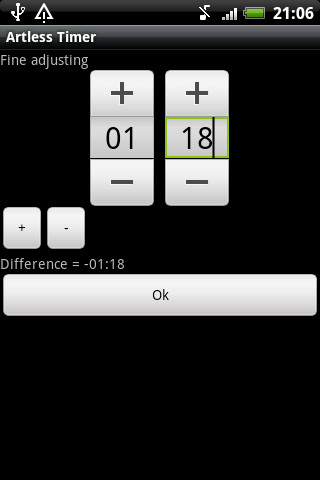 21:06
Artless Timer
Fine adjusting
+ +
01 18
- -
+ -
Difference = -01:18
Ok